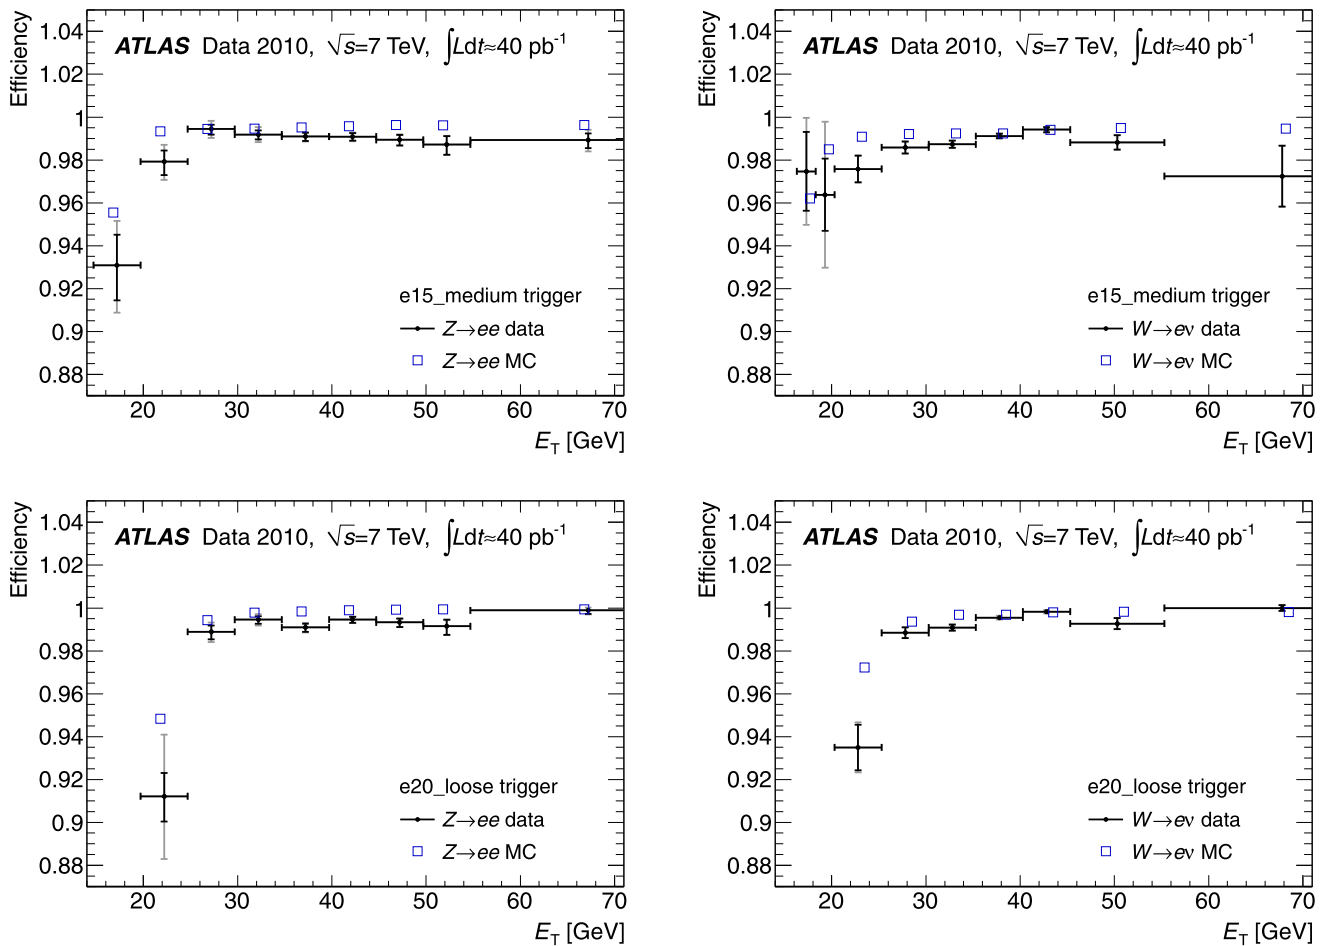 Efficiency
ATLAS Data 2010, √s=7 TeV, ∫Ldt≈40 pb⁻¹
1.04
1.02
1
0.98
0.96
0.94
0.92
0.9
0.88
e15_medium trigger
Z→ee data
Z→ee MC
20 30 40 50 60 70
E_T [GeV]
Efficiency
ATLAS Data 2010, √s=7 TeV, ∫Ldt≈40 pb⁻¹
1.04
1.02
1
0.98
0.96
0.94
0.92
0.9
0.88
e15_medium trigger
W→eν data
W→eν MC
20 30 40 50 60 70
E_T [GeV]
Efficiency
ATLAS Data 2010, √s=7 TeV, ∫Ldt≈40 pb⁻¹
1.04
1.02
1
0.98
0.96
0.94
0.92
0.9
0.88
e20_loose trigger
Z→ee data
Z→ee MC
20 30 40 50 60 70
E_T [GeV]
Efficiency
ATLAS Data 2010, √s=7 TeV, ∫Ldt≈40 pb⁻¹
1.04
1.02
1
0.98
0.96
0.94
0.92
0.9
0.88
e20_loose trigger
W→eν data
W→eν MC
20 30 40 50 60 70
E_T [GeV]